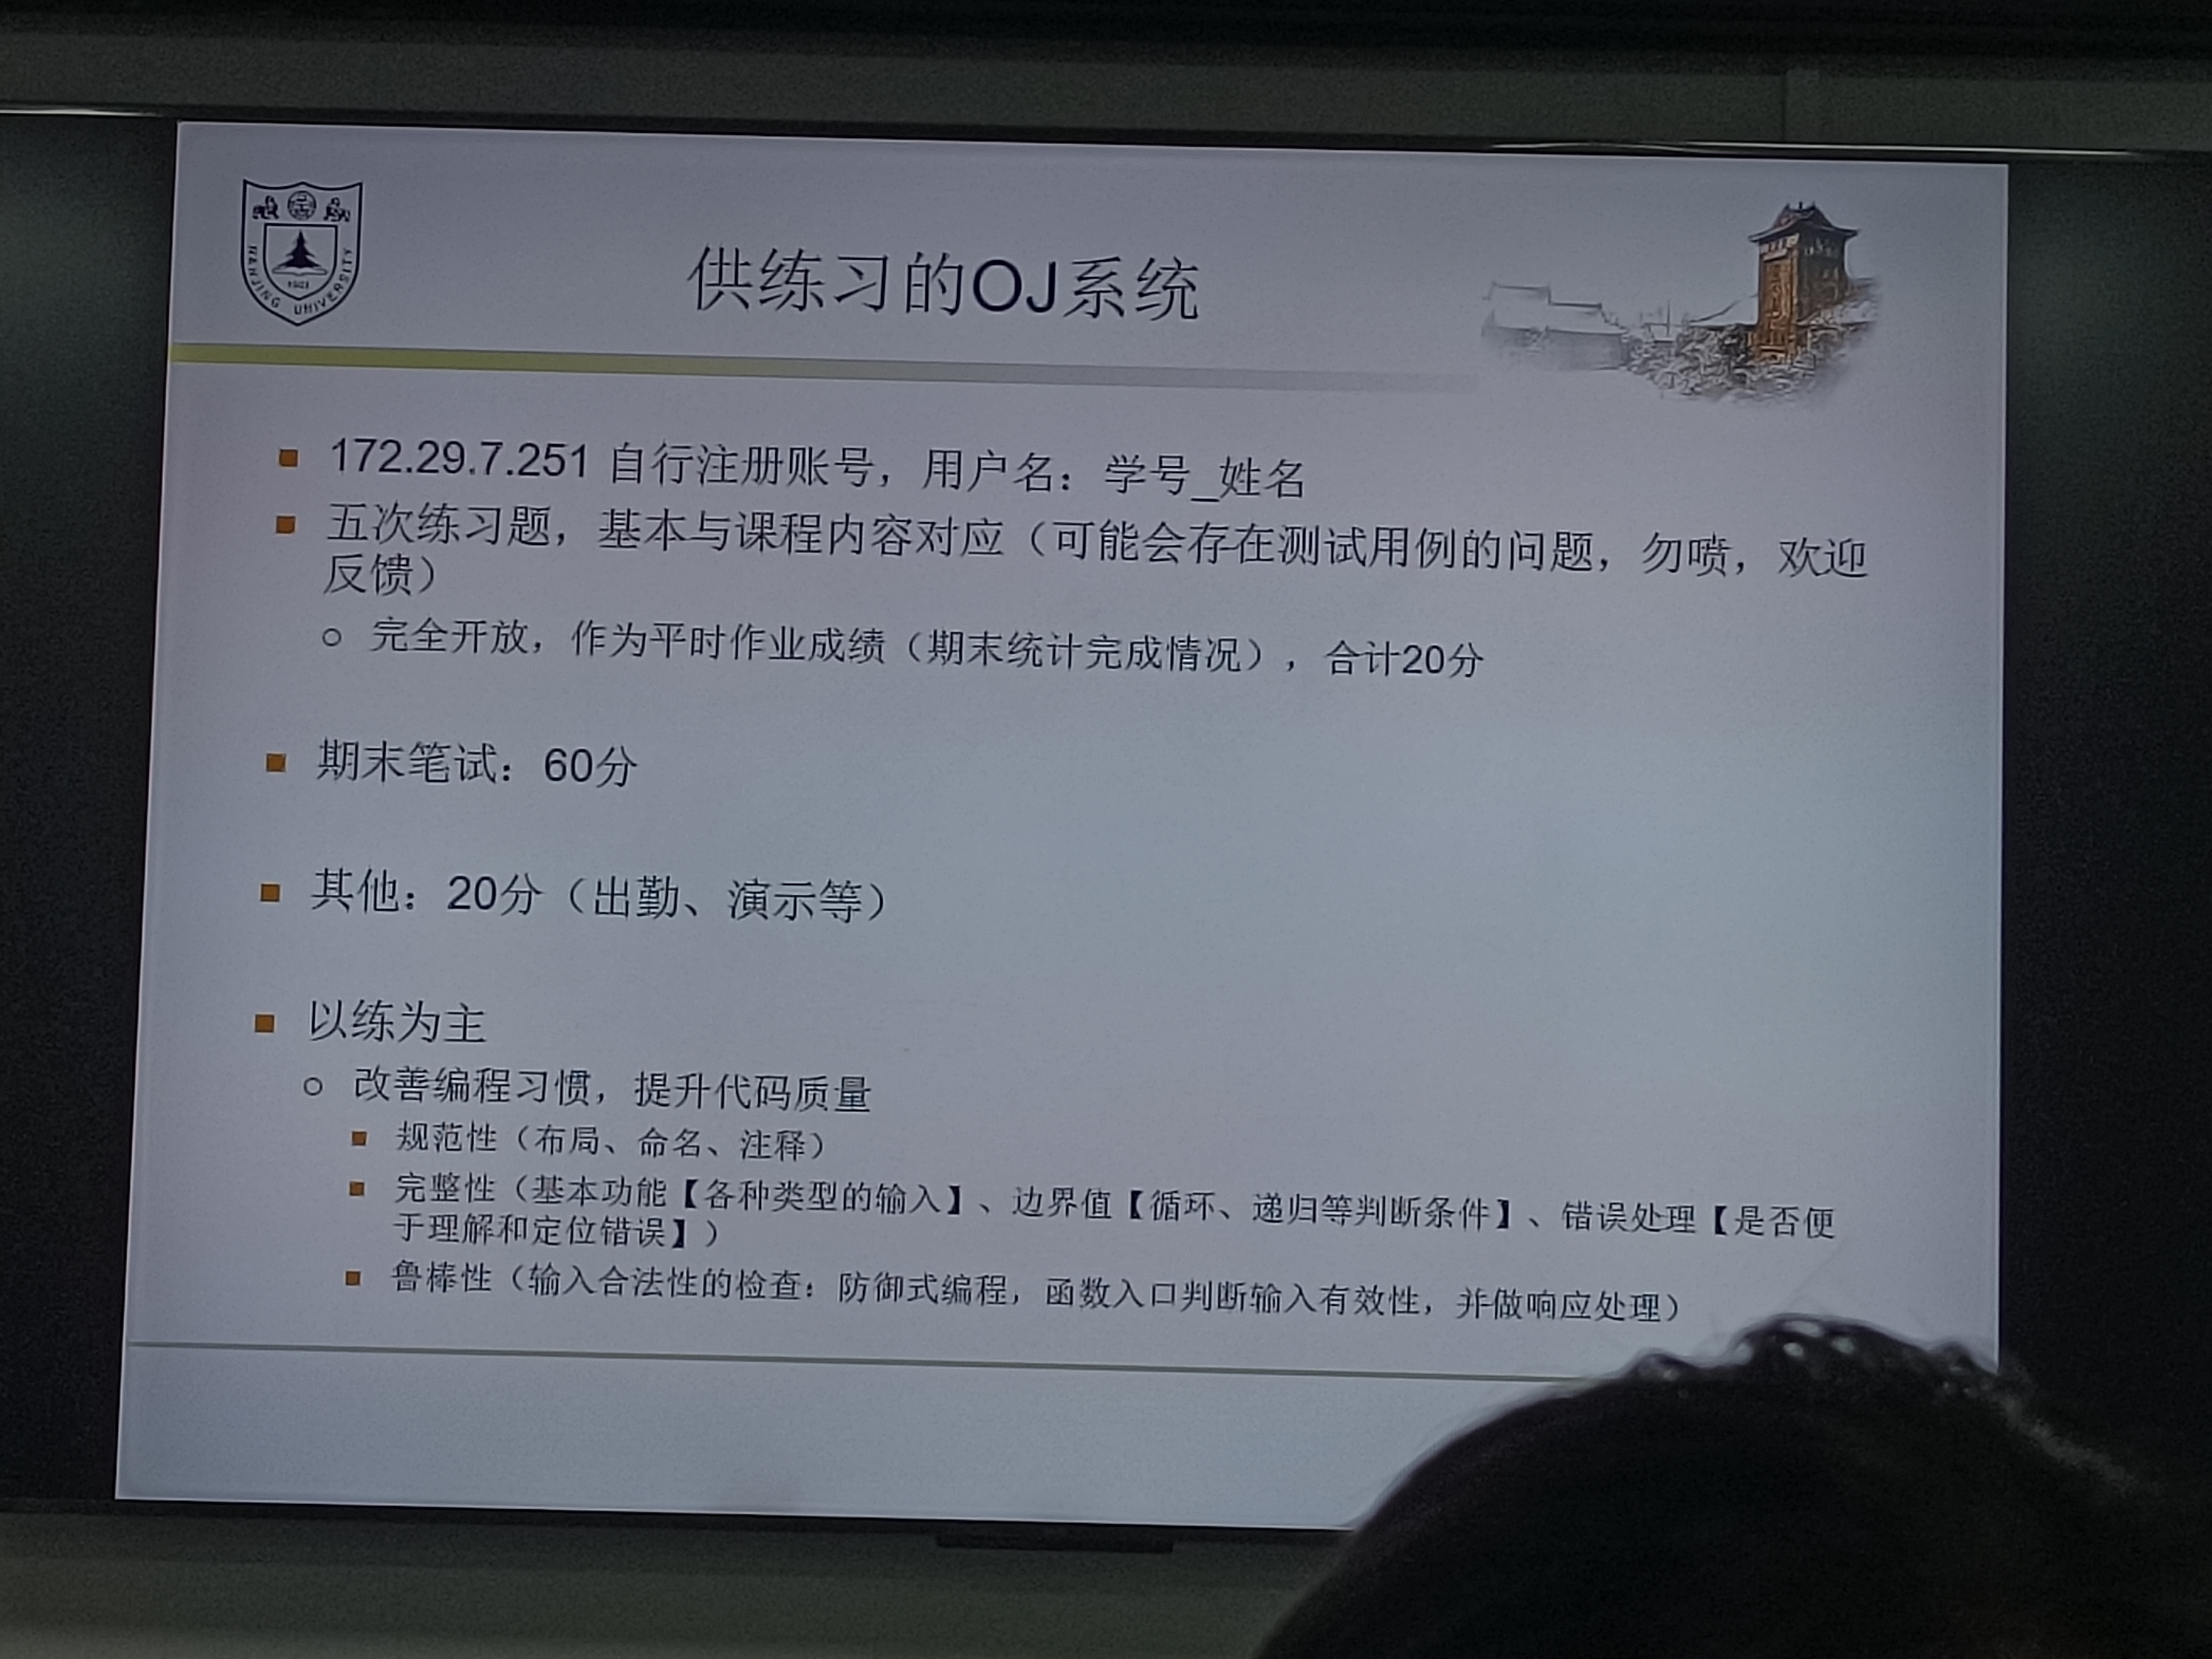 NANJING UNIVERSITY
1902
供练习的OJ系统
172.29.7.251 自行注册账号，用户名：学号_姓名
五次练习题，基本与课程内容对应（可能会存在测试用例的问题，勿喷，欢迎
反馈）
完全开放，作为平时作业成绩（期末统计完成情况），合计20分
期末笔试：60分
其他：20分（出勤、演示等）
以练为主
改善编程习惯，提升代码质量
规范性（布局、命名、注释）
完整性（基本功能【各种类型的输入】、边界值【循环、递归等判断条件】、错误处理【是否便
于理解和定位错误】）
鲁棒性（输入合法性的检查：防御式编程，函数入口判断输入有效性，并做响应处理）